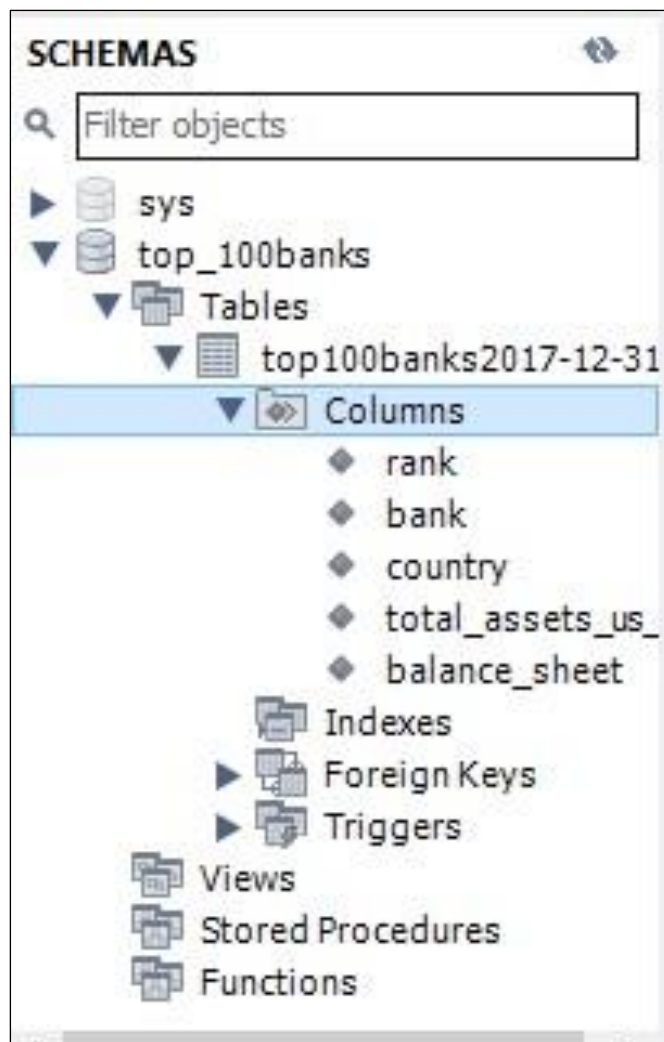 SCHEMAS
Filter objects
sys
top_100banks
Tables
top100banks2017-12-31
Columns
rank
bank
country
total_assets_us_
balance_sheet
Indexes
Foreign Keys
Triggers
Views
Stored Procedures
Functions